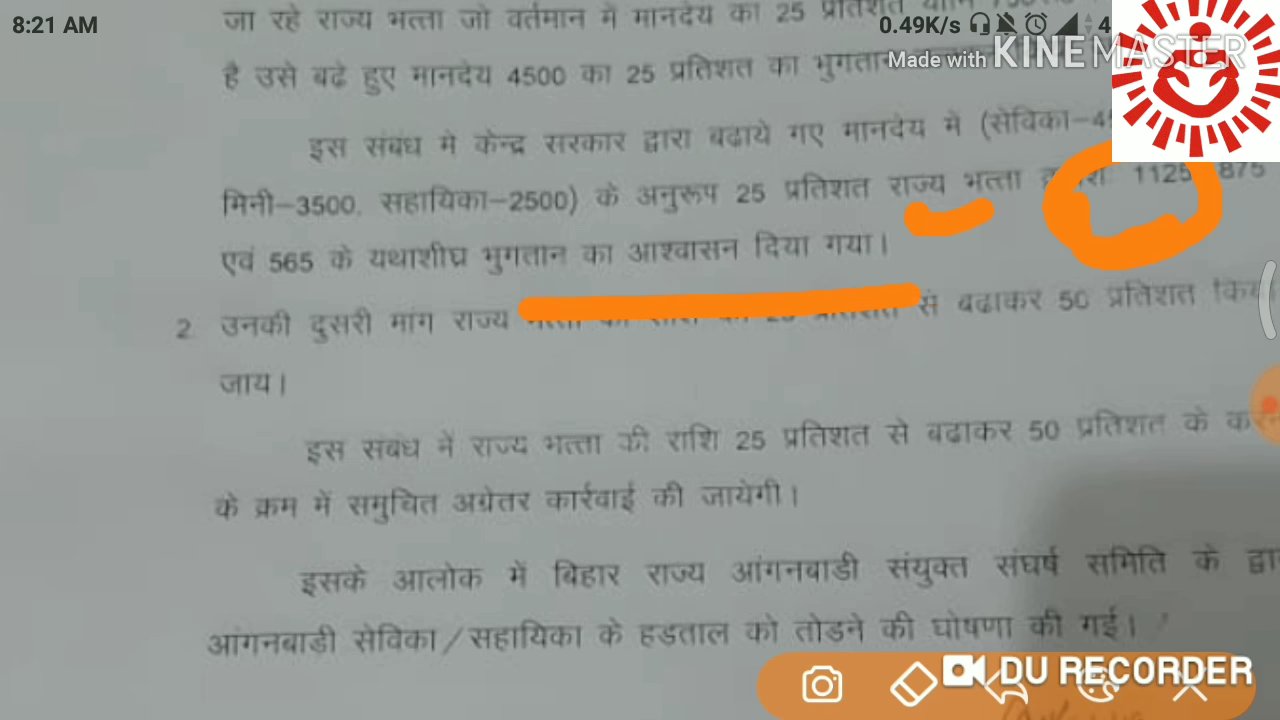 8:21 AM 0.49K/s 4
जा रहे राज्य भत्ता जो वर्तमान में मानदेय का 25 प्रतिशत
Made with KINEMASTER
है उसे बढे हुए मानदेय 4500 का 25 प्रतिशत का भुगतान
इस संबंध मे केन्द्र सरकार द्वारा बढाये गए मानदेय में (सेविका-
मिनी-3500, सहायिका-2500) के अनुरूप 25 प्रतिशत राज्य भत्ता 1125 875
एवं 565 के यथाशीघ्र भुगतान का आश्वासन दिया गया।
2. उनकी दुसरी मांग राज्य से बढाकर 50 प्रतिशत
जाय।
इस संबंध में राज्य भत्ता की राशि 25 प्रतिशत से बढाकर 50 प्रतिशत के
के क्रम में समुचित अग्रेतर कार्रवाई की जायेगी।
इसके आलोक में बिहार राज्य आंगनबाडी संयुक्त संघर्ष समिति के
आंगनबाडी सेविका/सहायिका के हडताल को तोडने की घोषणा की गई।
DU RECORDER